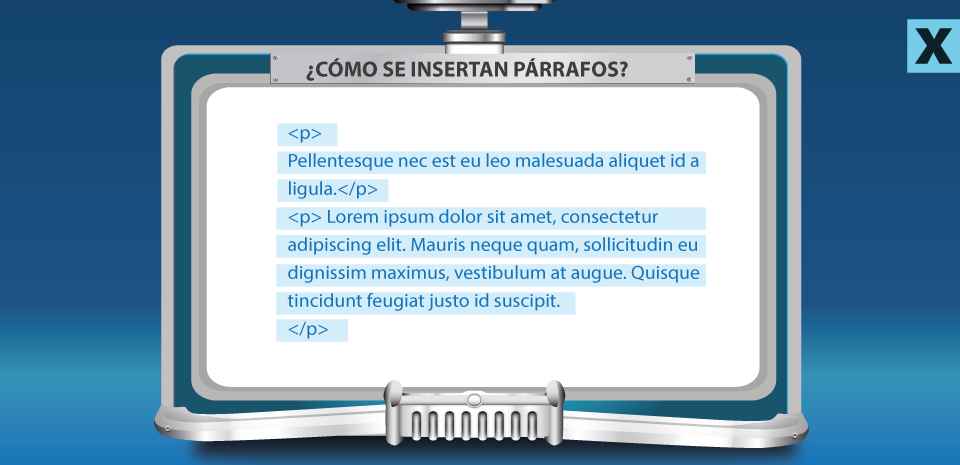 X
¿CÓMO SE INSERTAN PÁRRAFOS?
<p>
Pellentesque nec est eu leo malesuada aliquet id a
ligula.</p>
<p> Lorem ipsum dolor sit amet, consectetur
adipiscing elit. Mauris neque quam, sollicitudin eu
dignissim maximus, vestibulum at augue. Quisque
tincidunt feugiat justo id suscipit.
</p>